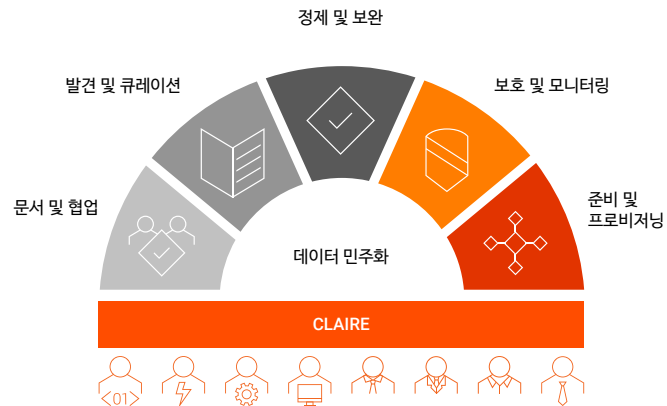 정제 및 보완
발견 및 큐레이션
보호 및 모니터링
문서 및 협업
준비 및
프로비저닝
데이터 민주화
CLAIRE
<01>